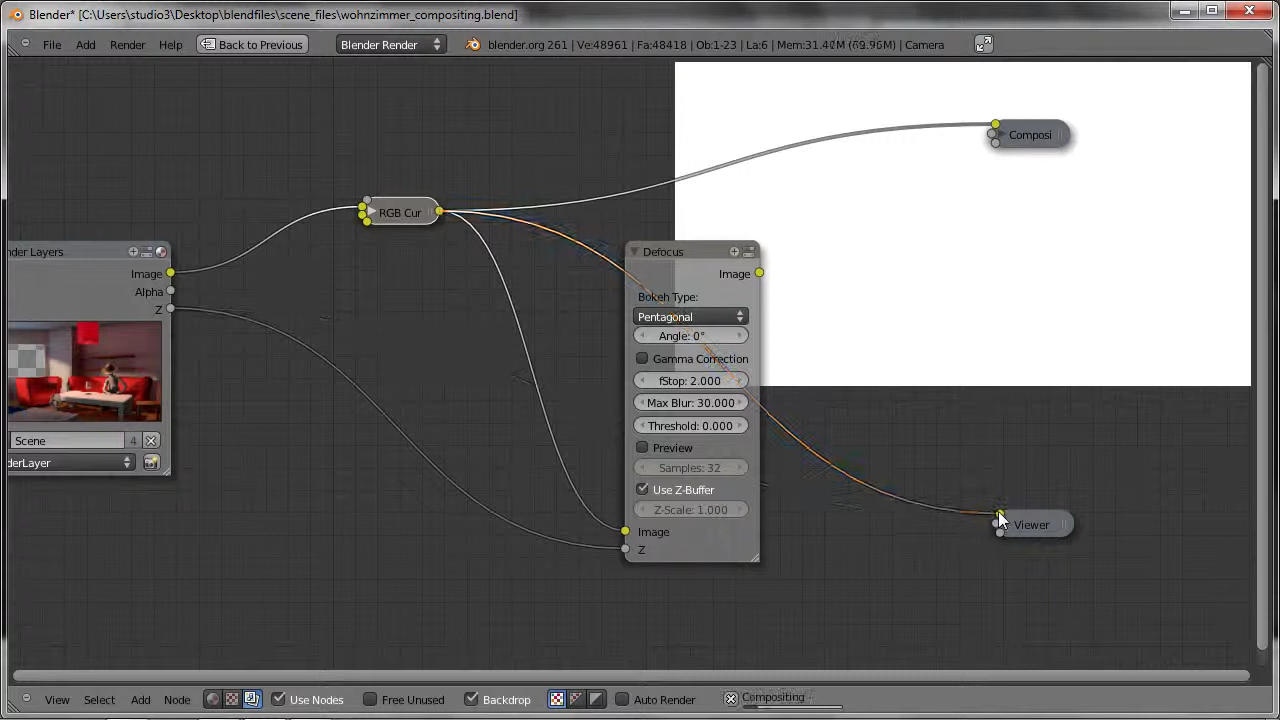 Blender* [C:\Users\studio3\Desktop\blendfiles\scene_files\wohnzimmer_compositing.blend]
File Add Render Help Back to Previous Blender Render blender.org 261 | Ve:48961 | Fa:48418 | Ob:1-23 | La:6 | Mem:31.40M (69.96M) | Camera
Composi
RGB Cur
nder Layers
Image
Alpha
Z
Scene 4
derLayer
Defocus
Image
Bokeh Type:
Pentagonal
Angle: 0°
Gamma Correction
fStop: 2.000
Max Blur: 30.000
Threshold: 0.000
Preview
Samples: 32
Use Z-Buffer
Z-Scale: 1.000
Image
Z
Viewer
View Select Add Node Use Nodes Free Unused Backdrop Auto Render Compositing